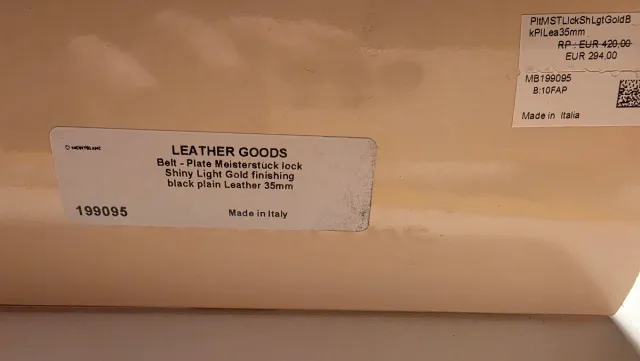 PltMSTLlckShLgtGoldB
kPlLea35mm
RP : EUR 420,00
EUR 294,00
MB199095
B:10FAP
Made in Italia
MONTBLANC
LEATHER GOODS
Belt - Plate Meisterstück lock
Shiny Light Gold finishing
black plain Leather 35mm
199095
Made in Italy